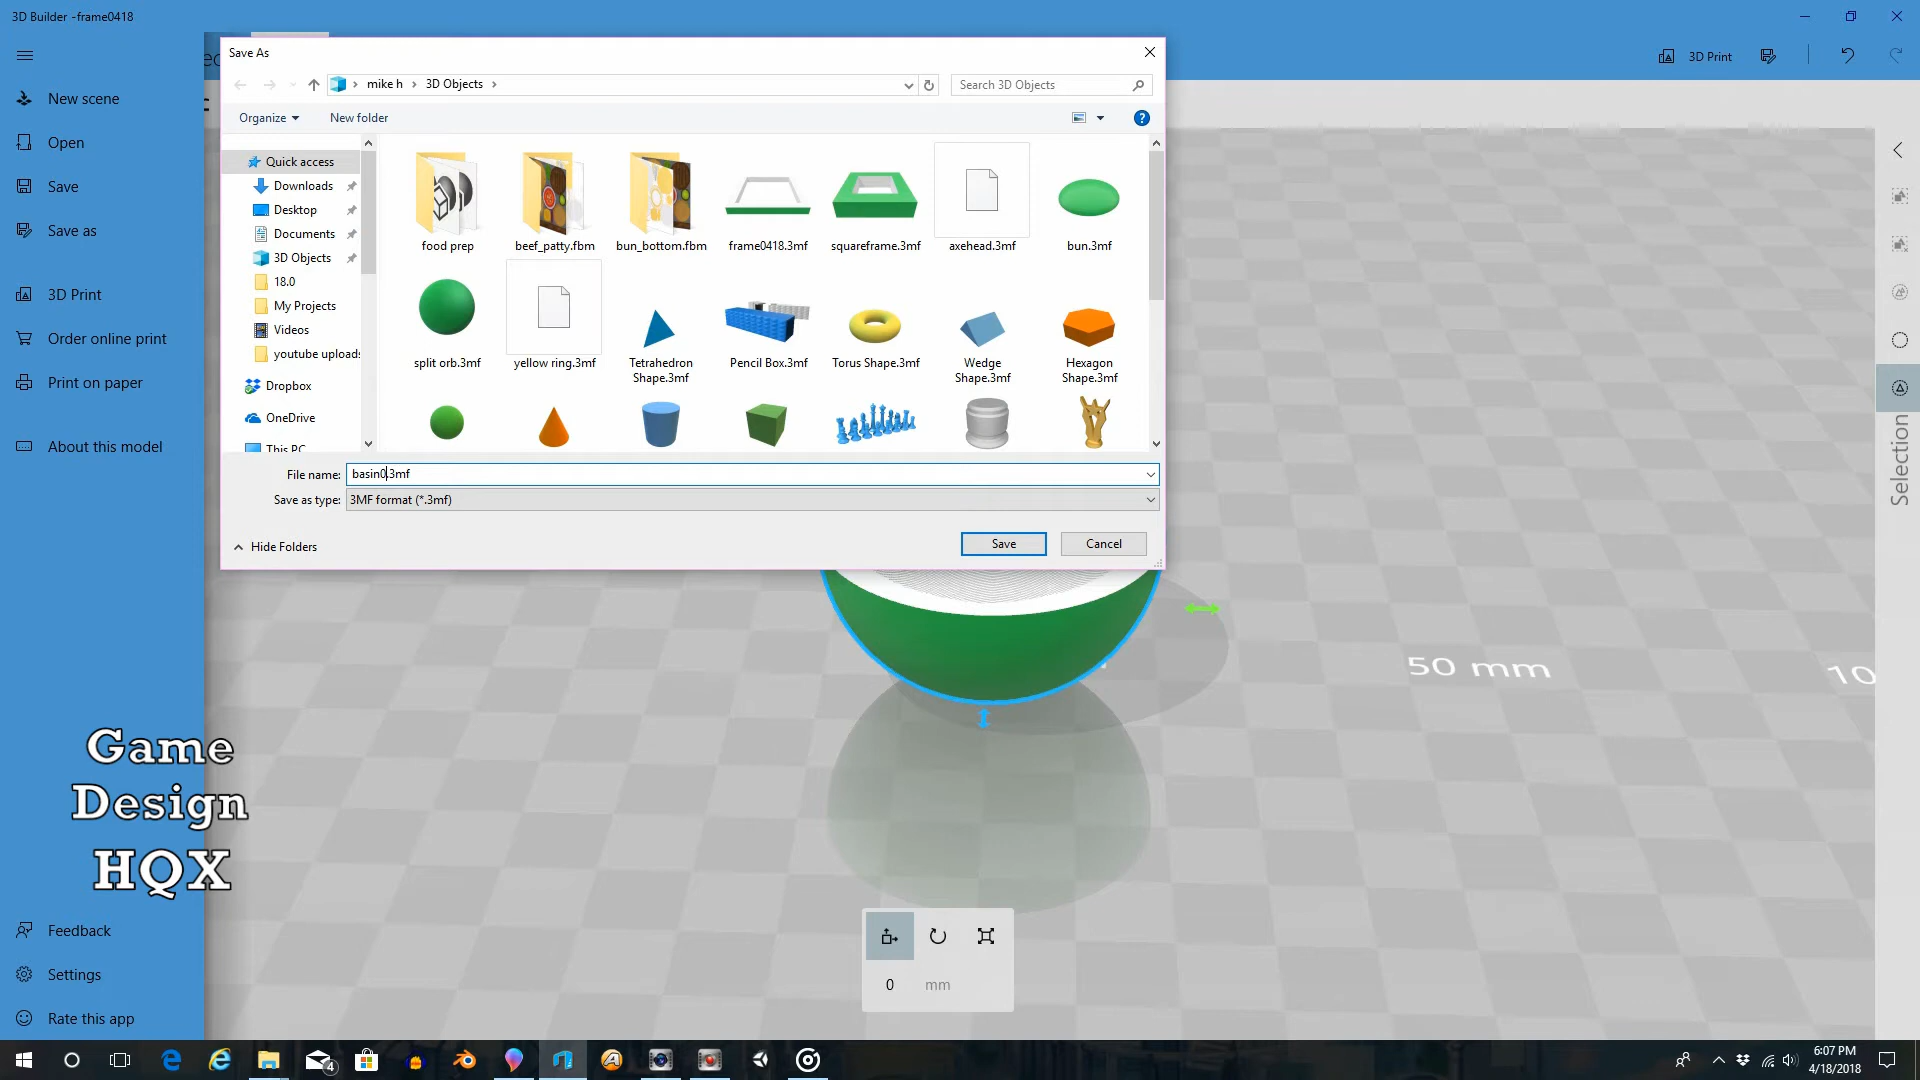 3D Builder -frame0418
New scene
Open
Save
Save as
3D Print
Order online print
Print on paper
About this model
Game
Design
HQX
Feedback
Settings
Rate this app
Save As
mike h
3D Objects
Search 3D Objects
Organize
New folder
Quick access
Downloads
Desktop
Documents
3D Objects
18.0
My Projects
Videos
youtube uploads
Dropbox
OneDrive
This PC
food prep
beef_patty.fbm
bun_bottom.fbm
frame0418.3mf
squareframe.3mf
axehead.3mf
bun.3mf
split orb.3mf
yellow ring.3mf
Tetrahedron
Shape.3mf
Pencil Box.3mf
Torus Shape.3mf
Wedge
Shape.3mf
Hexagon
Shape.3mf
File name:
basin0.3mf
Save as type:
3MF format (*.3mf)
Hide Folders
Save
Cancel
3D Print
Selection
50 mm
10
0 mm
4
6:07 PM
4/18/2018